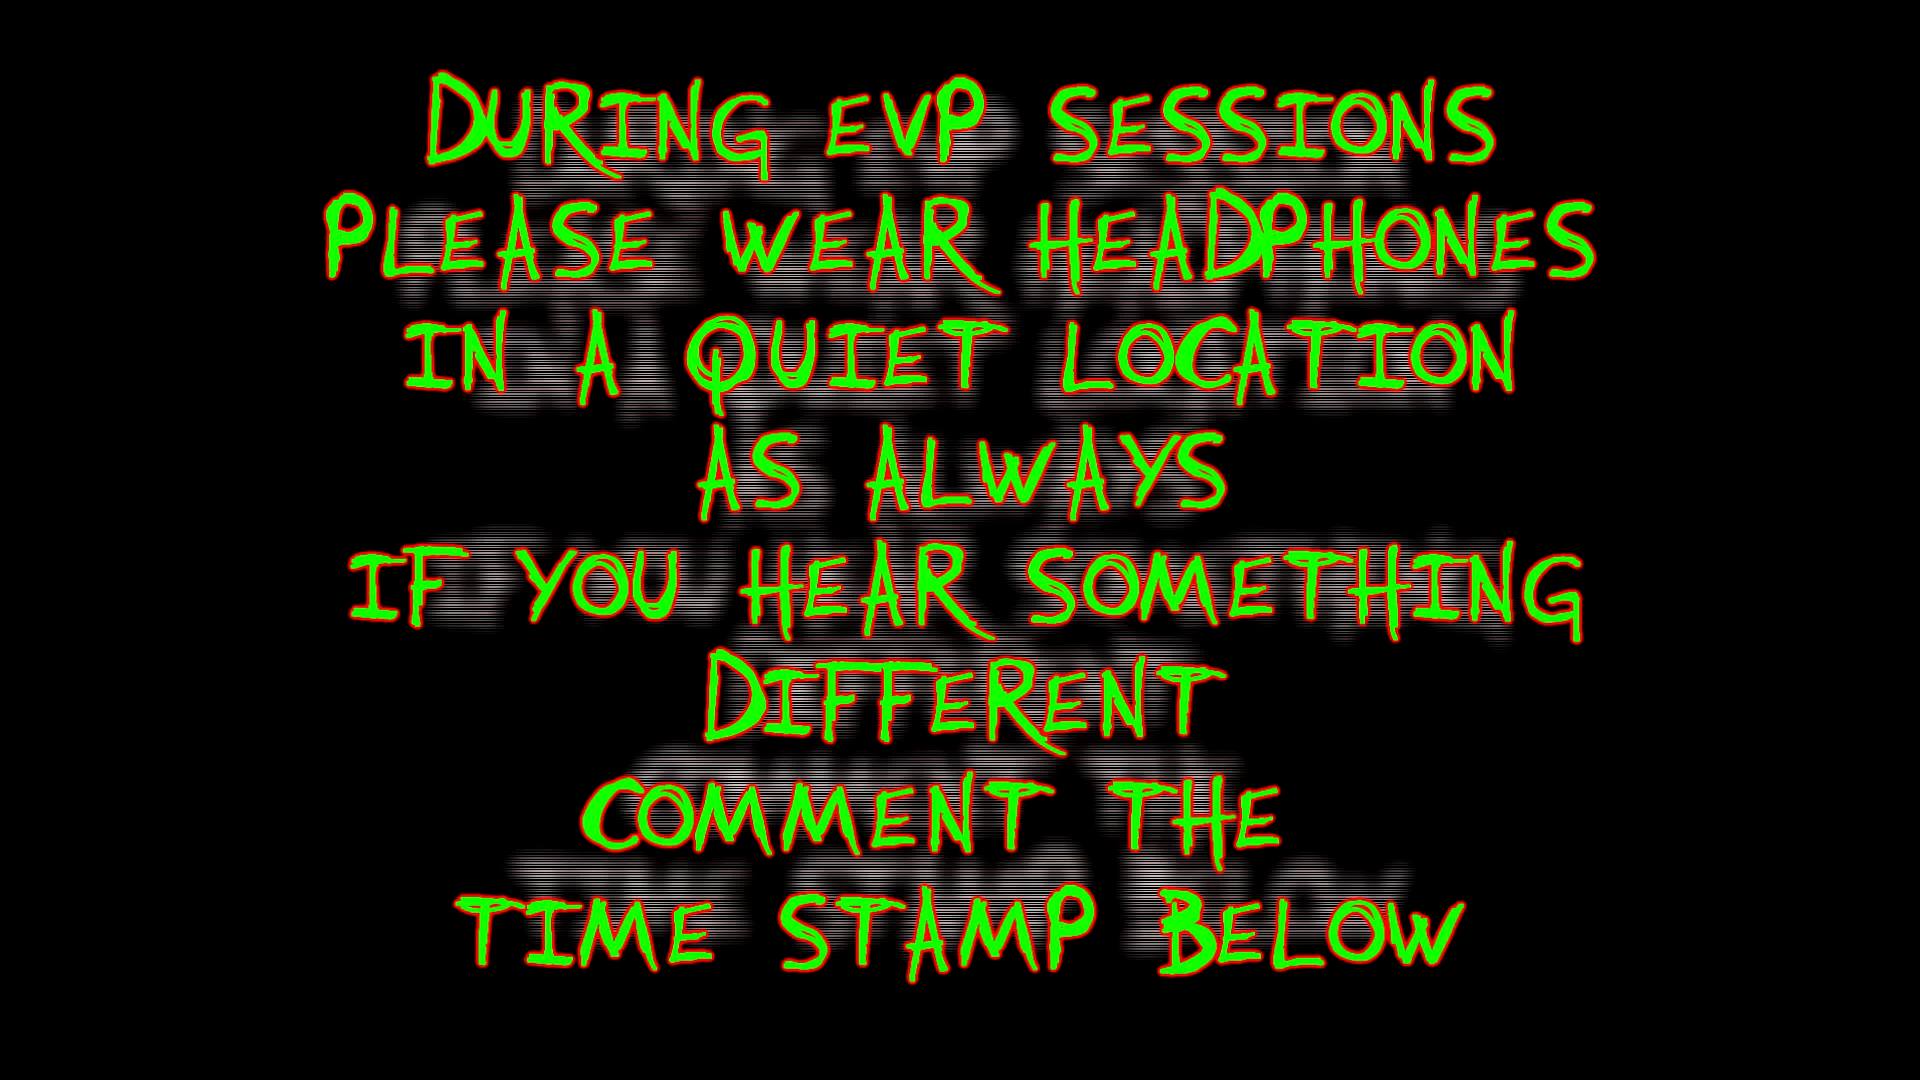 DURING EVP SESSIONS
PLEASE WEAR HEADPHONES
IN A QUIET LOCATION
AS ALWAYS
IF YOU HEAR SOMETHING
DIFFERENT
COMMENT THE
TIME STAMP BELOW